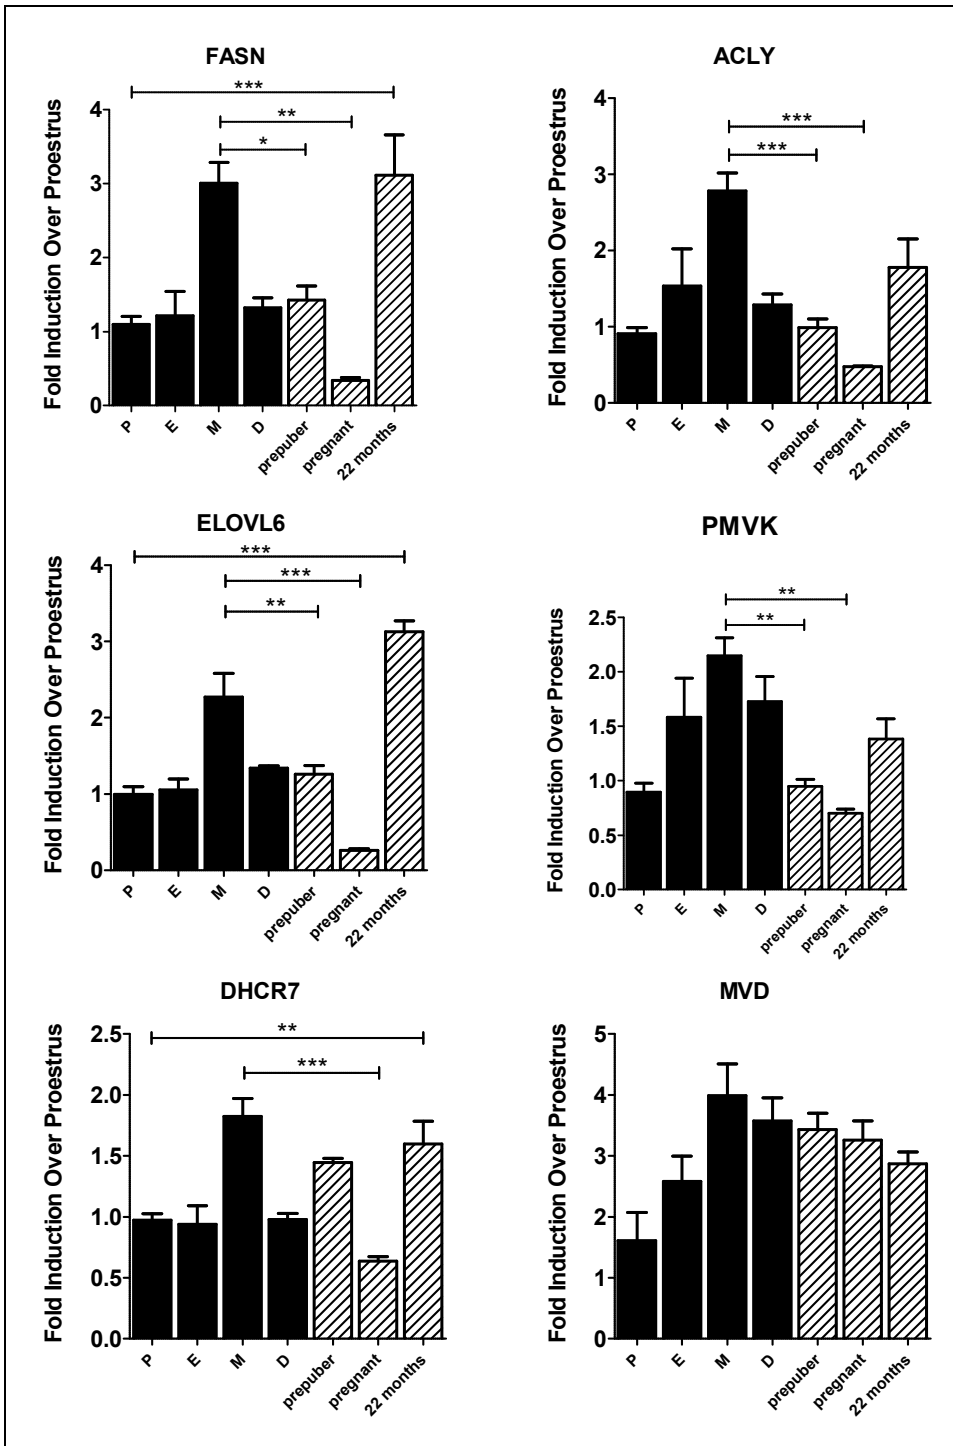 FASN
***
**
*
Fold Induction Over Proestrus
4
3
2
1
0
P E M D prepuber pregnant 22 months
ACLY
***
***
Fold Induction Over Proestrus
4
3
2
1
0
P E M D prepuber pregnant 22 months
ELOVL6
***
***
**
Fold Induction Over Proestrus
4
3
2
1
0
P E M D prepuber pregnant 22 months
PMVK
**
**
Fold Induction Over Proestrus
2.5
2.0
1.5
1.0
0.5
0.0
P E M D prepuber pregnant 22 months
DHCR7
**
***
Fold Induction Over Proestrus
2.5
2.0
1.5
1.0
0.5
0.0
P E M D prepuber pregnant 22 months
MVD
Fold Induction Over Proestrus
5
4
3
2
1
0
P E M D prepuber pregnant 22 months